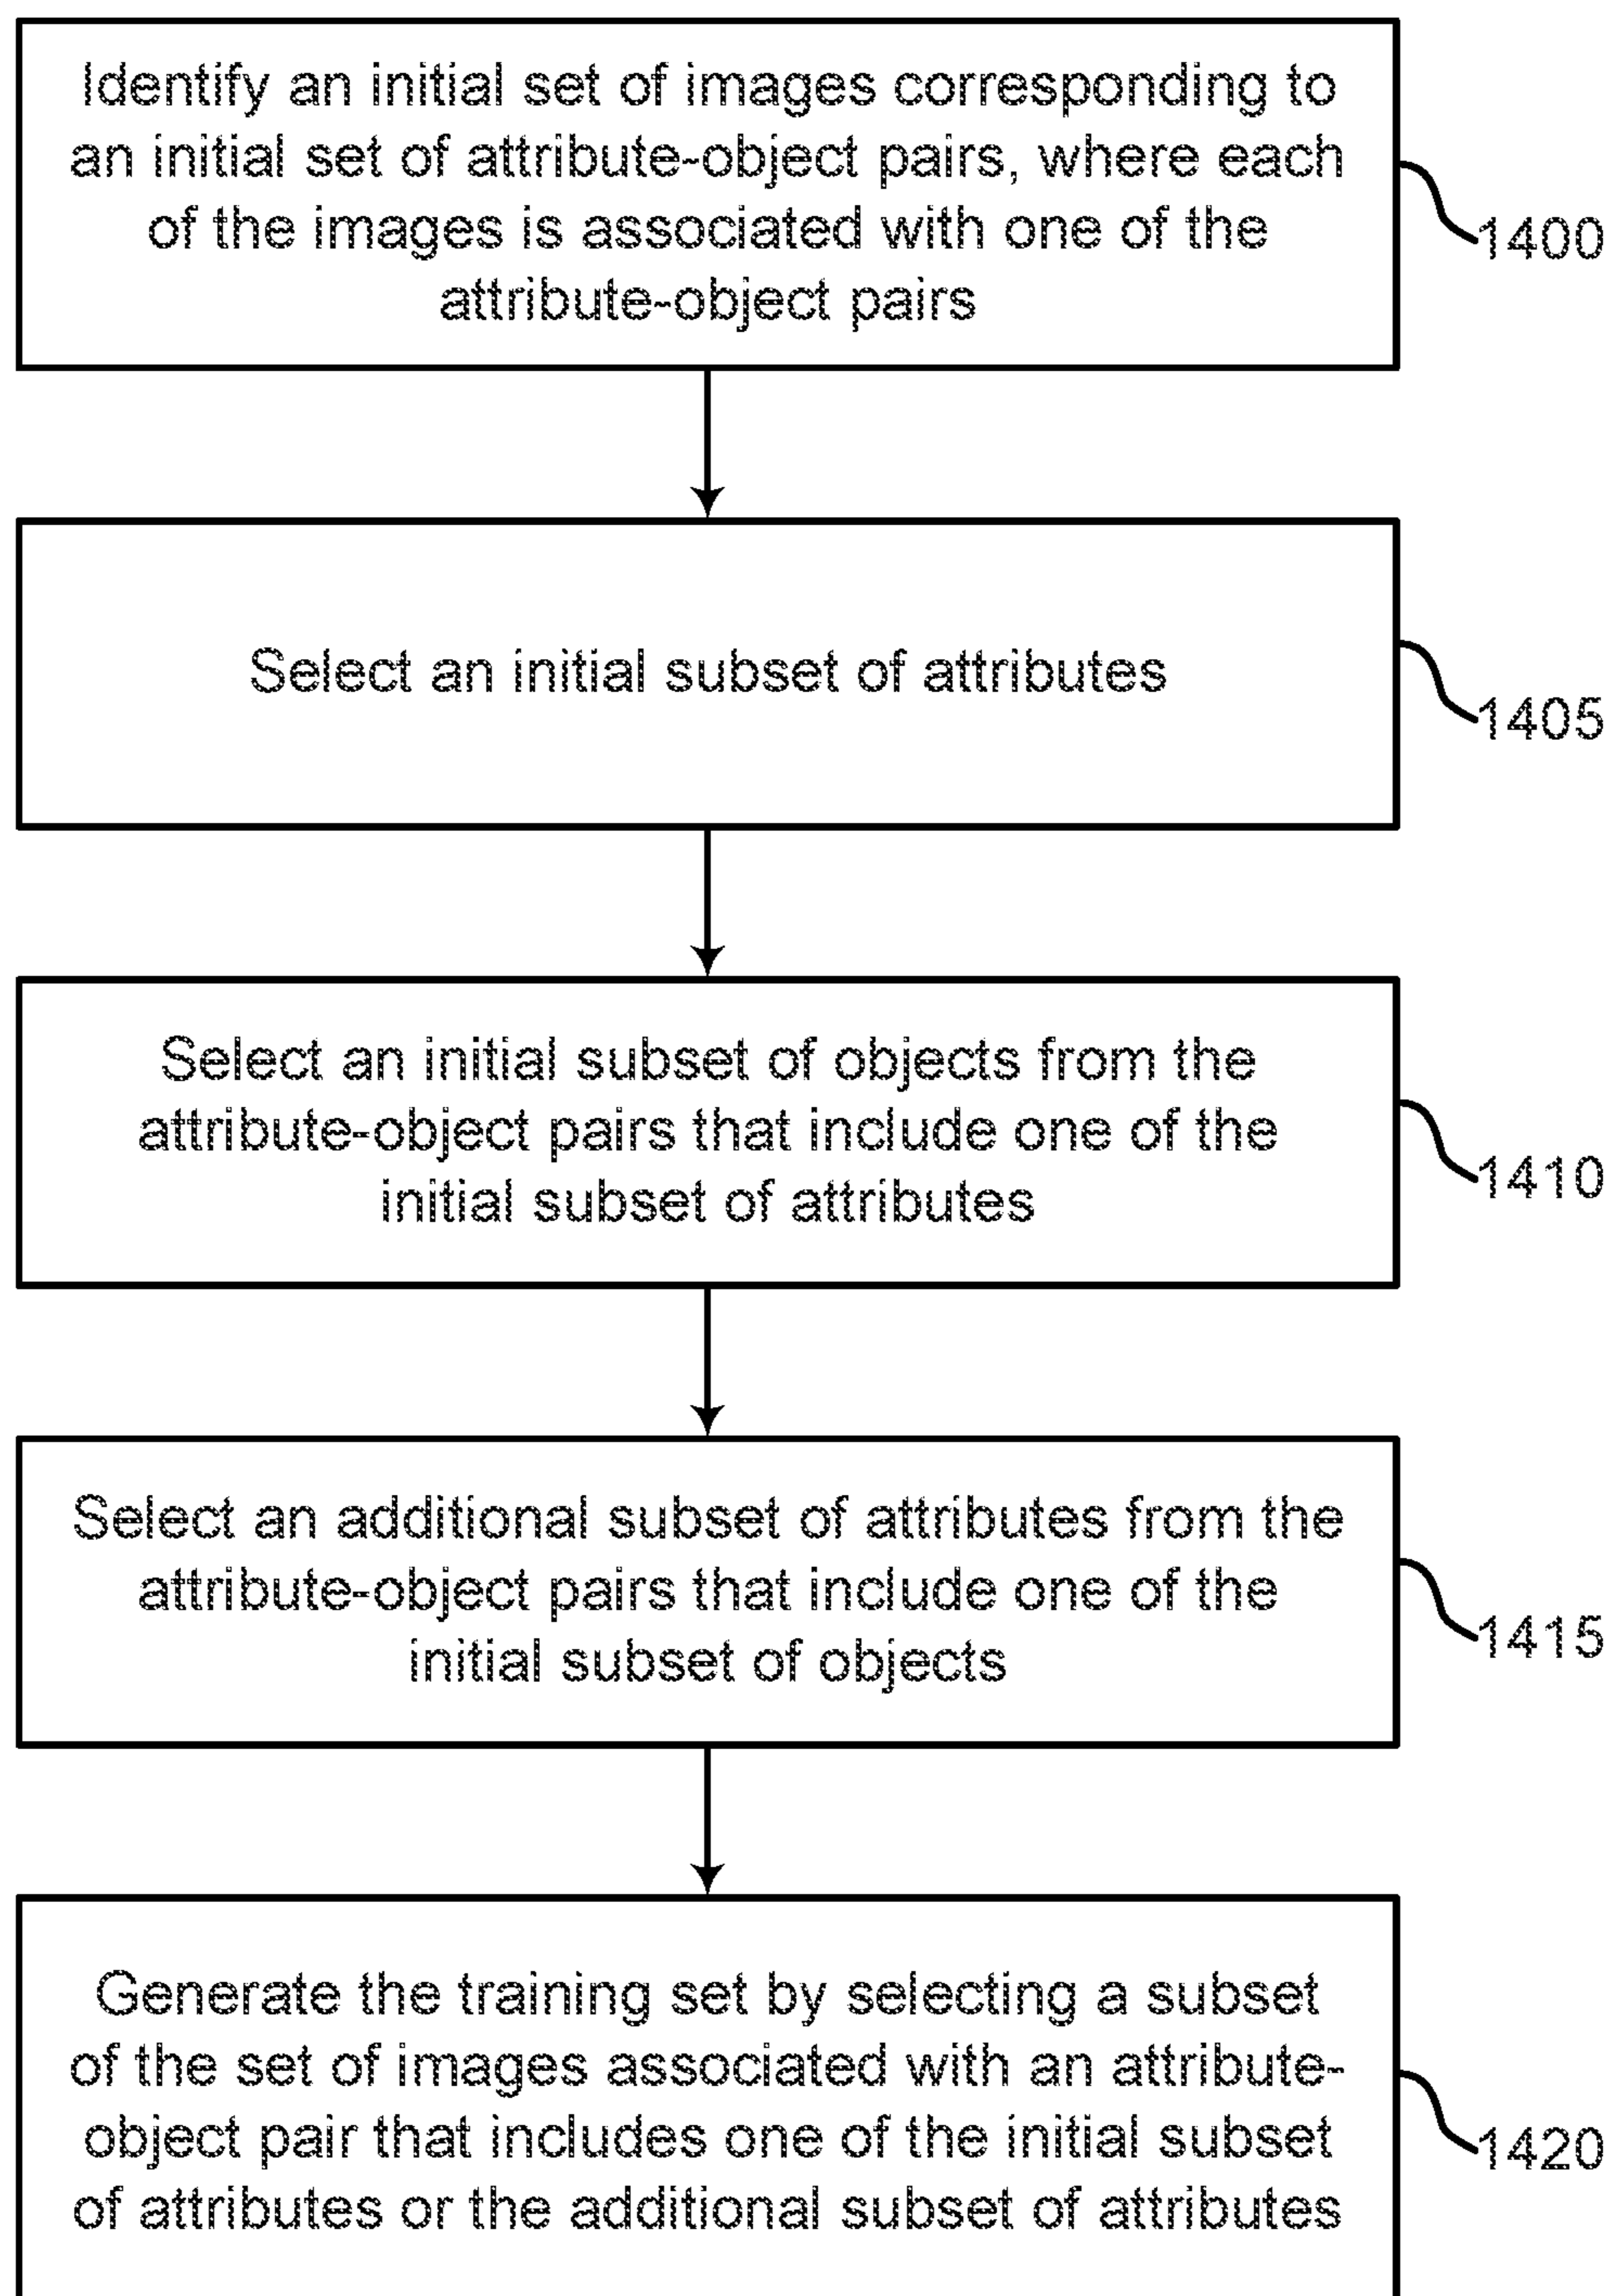 Identify an initial set of images corresponding to
an initial set of attribute-object pairs, where each
of the images is associated with one of the
attribute-object pairs
1400
Select an initial subset of attributes
1405
Select an initial subset of objects from the
attribute-object pairs that include one of the
initial subset of attributes
1410
Select an additional subset of attributes from the
attribute-object pairs that include one of the
initial subset of objects
1415
Generate the training set by selecting a subset
of the set of images associated with an attribute-
object pair that includes one of the initial subset
of attributes or the additional subset of attributes
1420